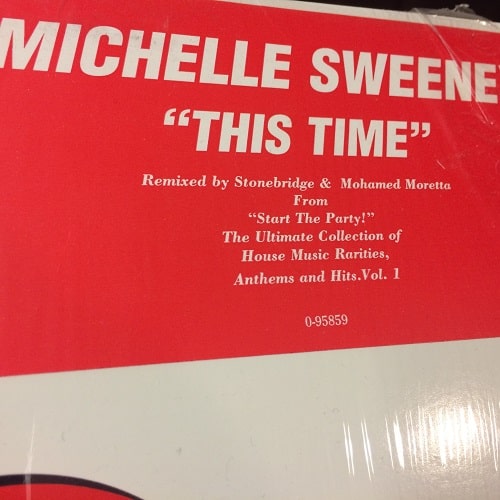 MICHELLE SWEENE
“THIS TIME”
Remixed by Stonebridge & Mohamed Moretta
From
“Start The Party!”
The Ultimate Collection of
House Music Rarities,
Anthems and Hits.Vol. 1
0-95859